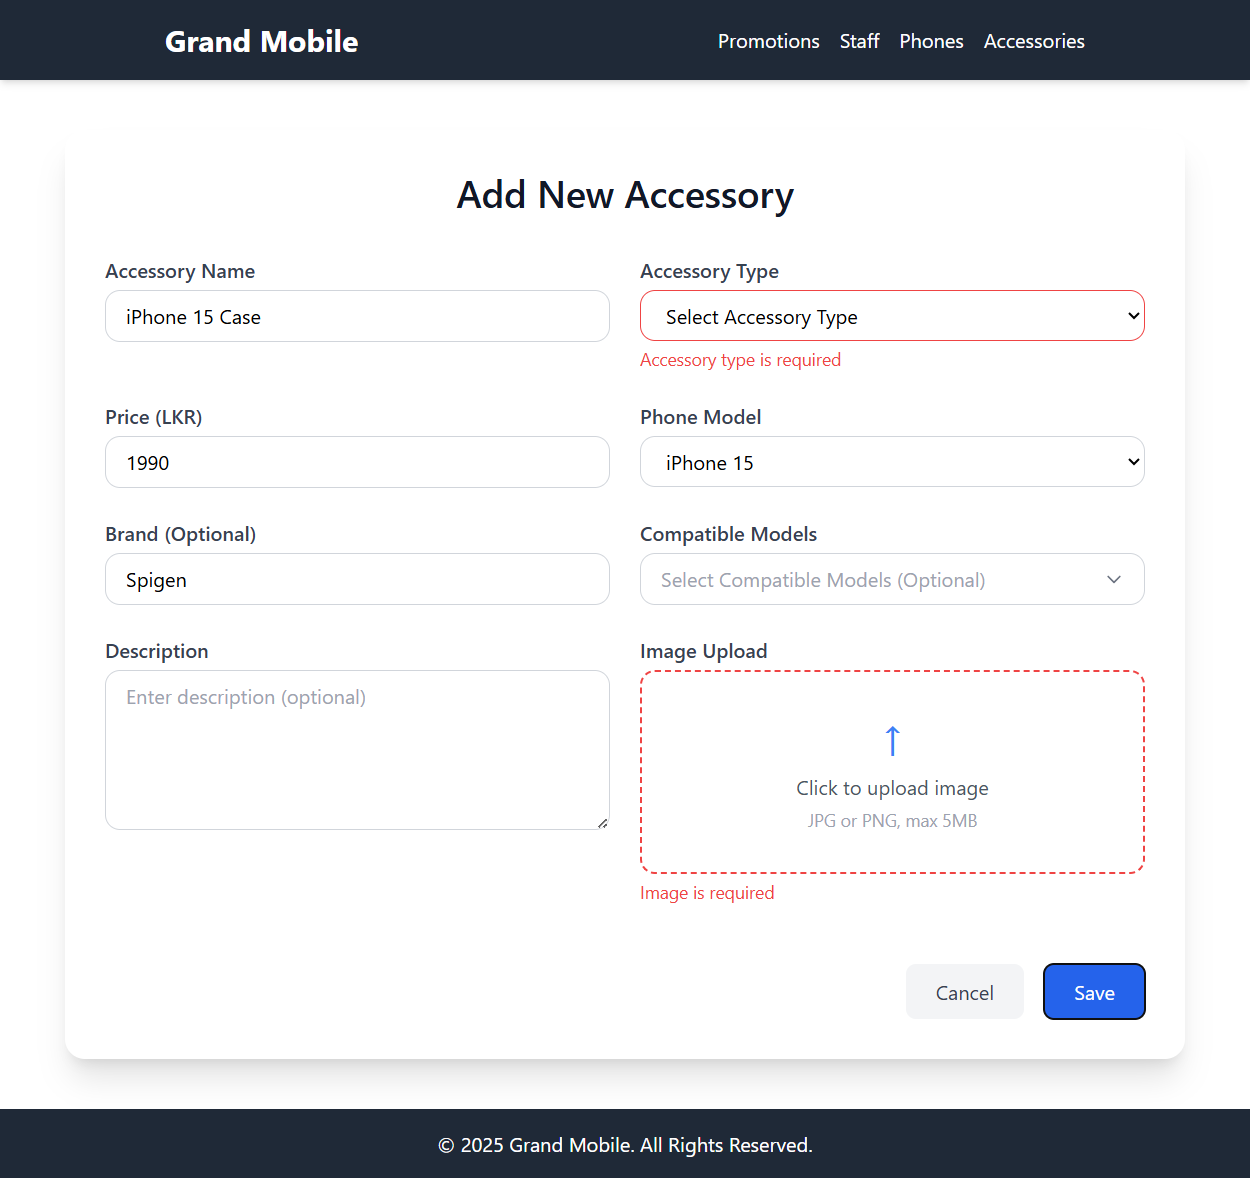 Grand Mobile
Promotions Staff Phones Accessories
Add New Accessory
Accessory Name
iPhone 15 Case
Accessory Type
Select Accessory Type
Accessory type is required
Price (LKR)
1990
Phone Model
iPhone 15
Brand (Optional)
Spigen
Compatible Models
Select Compatible Models (Optional)
Description
Enter description (optional)
Image Upload
Click to upload image
JPG or PNG, max 5MB
Image is required
Cancel
Save
© 2025 Grand Mobile. All Rights Reserved.